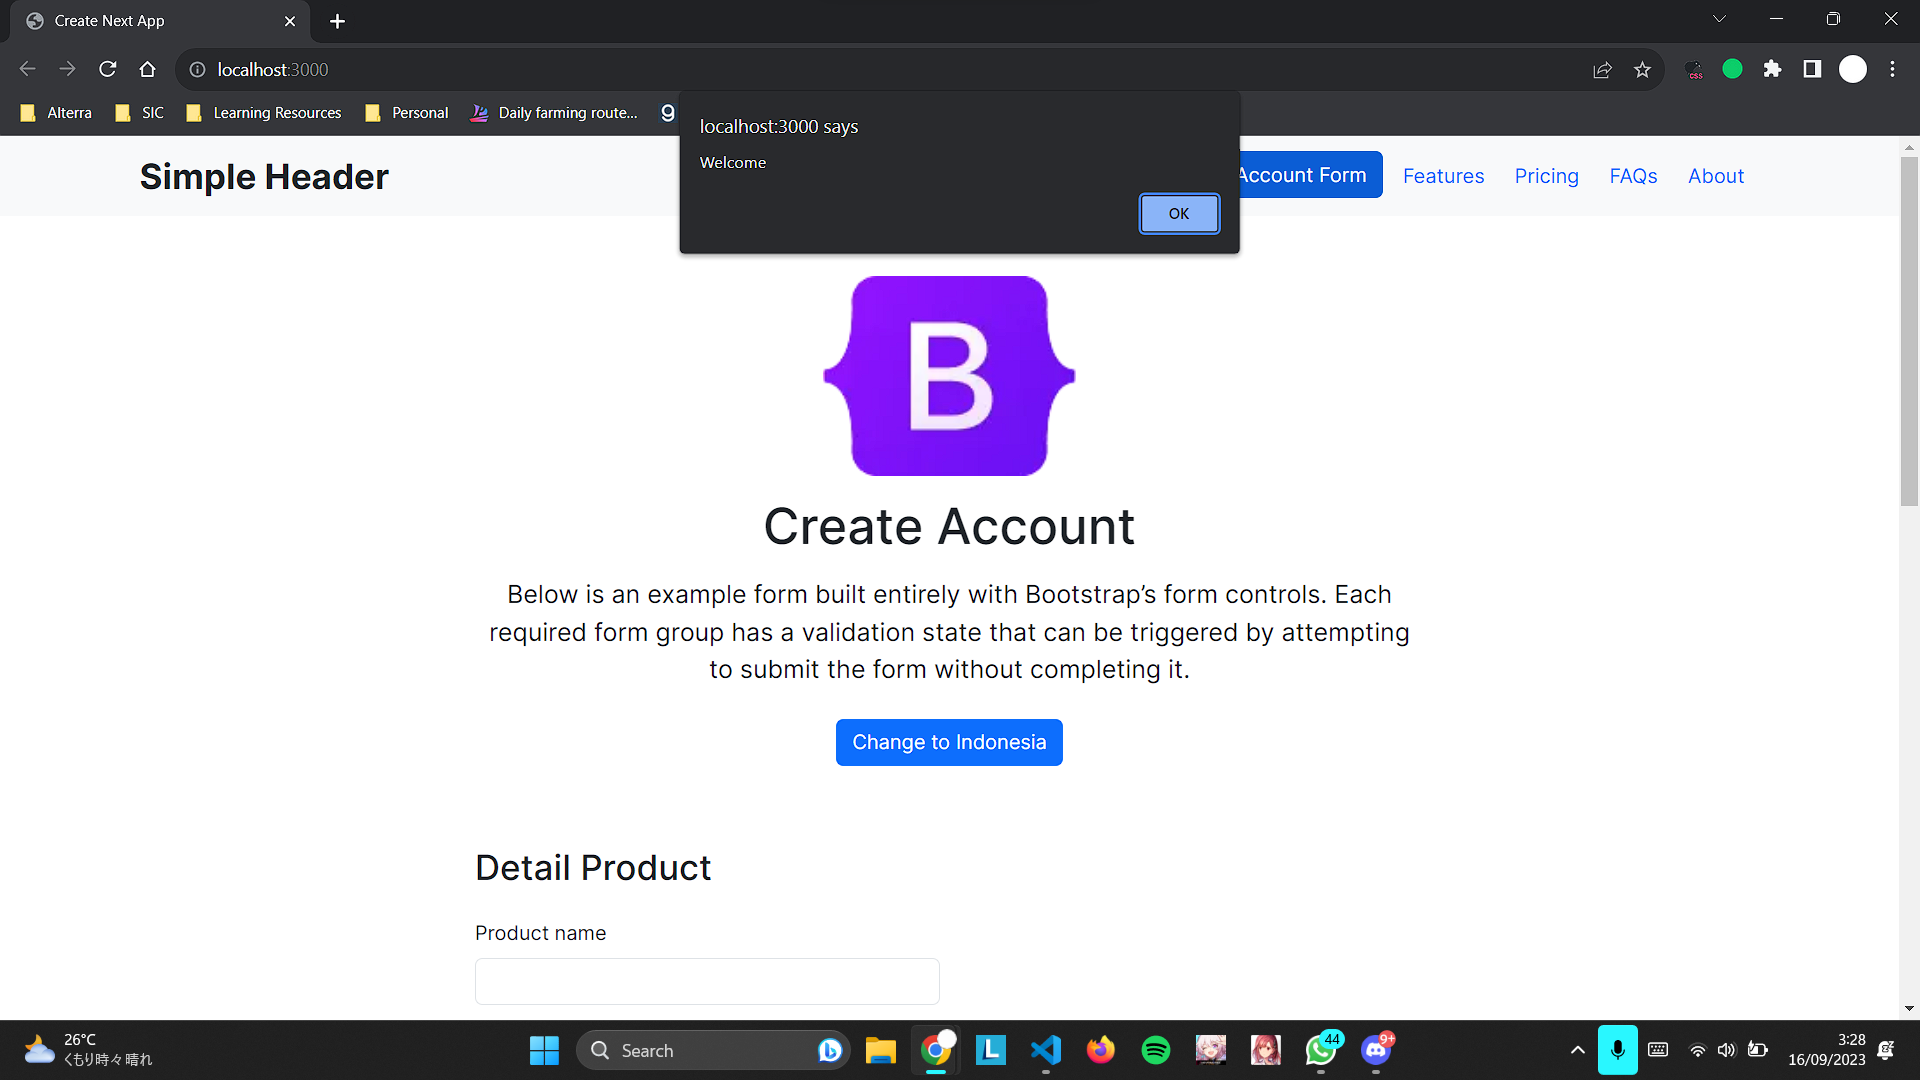 Create Next App
localhost:3000
Alterra
SIC
Learning Resources
Personal
Daily farming route...
localhost:3000 says
Welcome
OK
Simple Header
Account Form
Features
Pricing
FAQs
About
B
Create Account
Below is an example form built entirely with Bootstrap’s form controls. Each
required form group has a validation state that can be triggered by attempting
to submit the form without completing it.
Change to Indonesia
Detail Product
Product name
26°C
くもり時々晴れ
Search
L
44
9+
3:28
16/09/2023